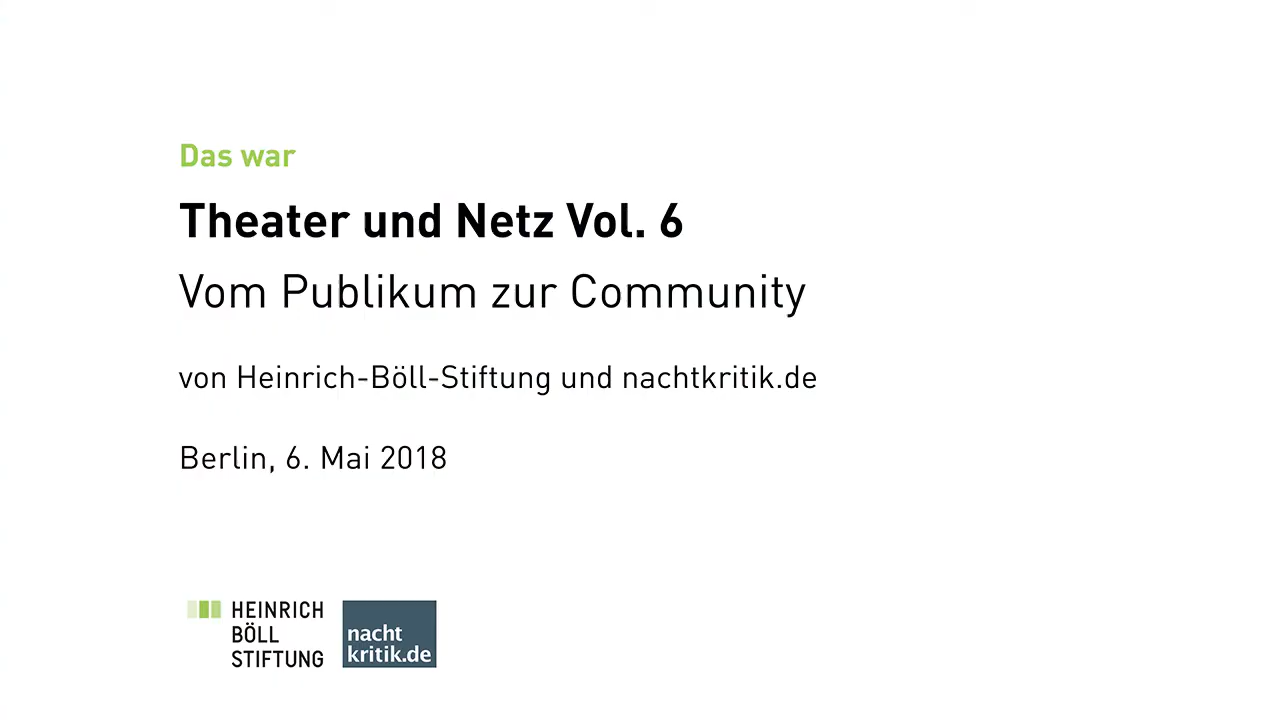 Das war
Theater und Netz Vol. 6
Vom Publikum zur Community
von Heinrich-Böll-Stiftung und nachtkritik.de
Berlin, 6. Mai 2018
HEINRICH
BÖLL
STIFTUNG
nacht
kritik.de